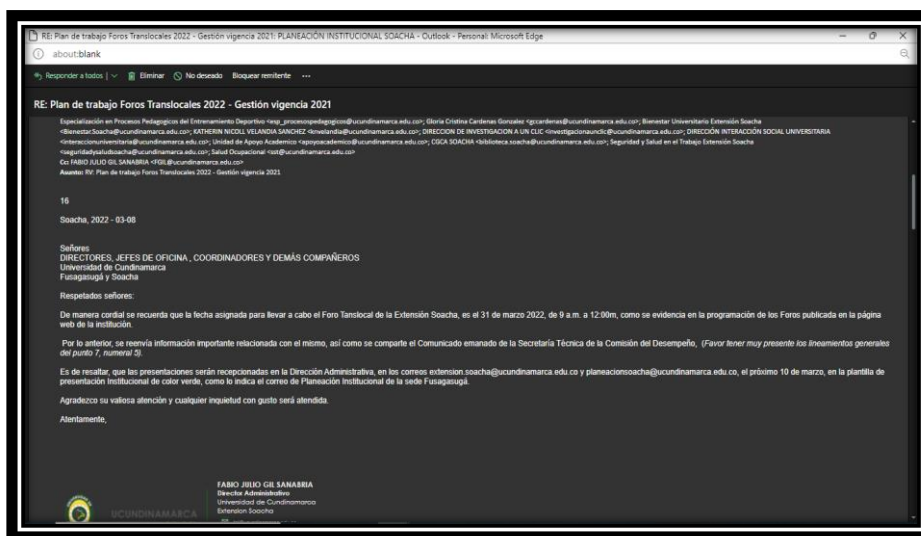 RE: Plan de trabajo Foros Translocales 2022 - Gestión vigencia 2021: PLANEACIÓN INSTITUCIONAL SOACHA - Outlook - Personal: Microsoft Edge
about:blank
Responder a todos | Eliminar No deseado Bloquear remitente ...
RE: Plan de trabajo Foros Translocales 2022 - Gestión vigencia 2021
Especialización en Procesos Pedagogicos del Entrenamiento Deportivo <esp_procesospedagogicos@ucundinamarca.edu.co>; Gloria Cristina Cardenas Gonzalez <gccardenas@ucundinamarca.edu.co>; Bienestar Universitario Extensión Soacha
<Bienestar.Soacha@ucundinamarca.edu.co>; KATHERIN NICOLL VELANDIA SANCHEZ <knvelandia@ucundinamarca.edu.co>; DIRECCION DE INVESTIGACION A UN CLIC <investigacionaunclic@ucundinamarca.edu.co>; DIRECCIÓN INTERACCIÓN SOCIAL UNIVERSITARIA
<interaccionuniversitaria@ucundinamarca.edu.co>; Unidad de Apoyo Academico <apoyoacademico@ucundinamarca.edu.co>; CGCA SOACHA <biblioteca.soacha@ucundinamarca.edu.co>; Seguridad y Salud en el Trabajo Extensión Soacha
<seguridadysaludsoacha@ucundinamarca.edu.co>; Salud Ocupacional <sst@ucundinamarca.edu.co>
Cc: FABIO JULIO GIL SANABRIA <FGIL@ucundinamarca.edu.co>
Asunto: RV: Plan de trabajo Foros Translocales 2022 - Gestión vigencia 2021
16
Soacha, 2022 - 03-08
Señores
DIRECTORES, JEFES DE OFICINA , COORDINADORES Y DEMÁS COMPAÑEROS
Universidad de Cundinamarca
Fusagasugá y Soacha
Respetados señores:
De manera cordial se recuerda que la fecha asignada para llevar a cabo el Foro Tanslocal de la Extensión Soacha, es el 31 de marzo 2022, de 9 a.m. a 12:00m, como se evidencia en la programación de los Foros publicada en la página
web de la institución.
Por lo anterior, se reenvía información importante relacionada con el mismo, así como se comparte el Comunicado emanado de la Secretaría Técnica de la Comisión del Desempeño, (Favor tener muy presente los lineamientos generales
del punto 7, numeral 5).
Es de resaltar, que las presentaciones serán recepcionadas en la Dirección Administrativa, en los correos extension.soacha@ucundinamarca.edu.co y planeacionsoacha@ucundinamarca.edu.co, el próximo 10 de marzo, en la plantilla de
presentación Institucional de color verde, como lo indica el correo de Planeación Institucional de la sede Fusagasugá.
Agradezco su valiosa atención y cualquier inquietud con gusto será atendida.
Atentamente,
FABIO JULIO GIL SANABRIA
Director Administrativo
Universidad de Cundinamarca
Extension Soacha
UCUNDINAMARCA